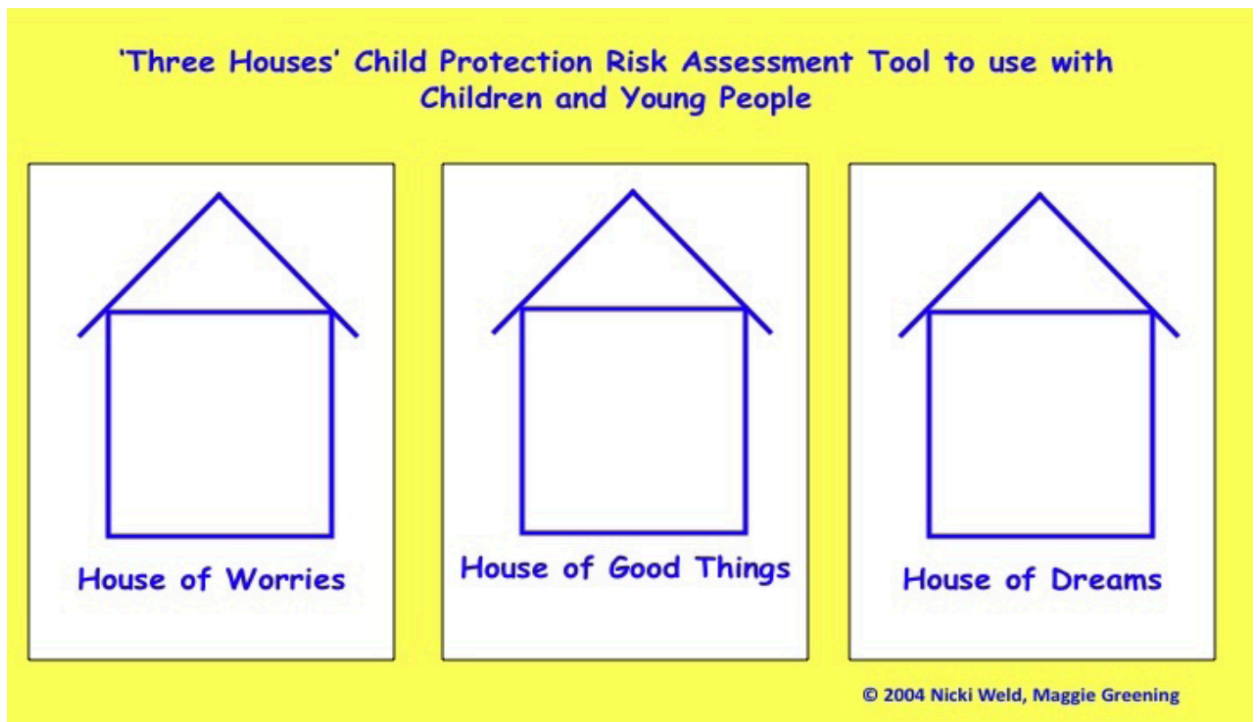 ‘Three Houses’ Child Protection Risk Assessment Tool to use with
Children and Young People
House of Worries
House of Good Things
House of Dreams
© 2004 Nicki Weld, Maggie Greening